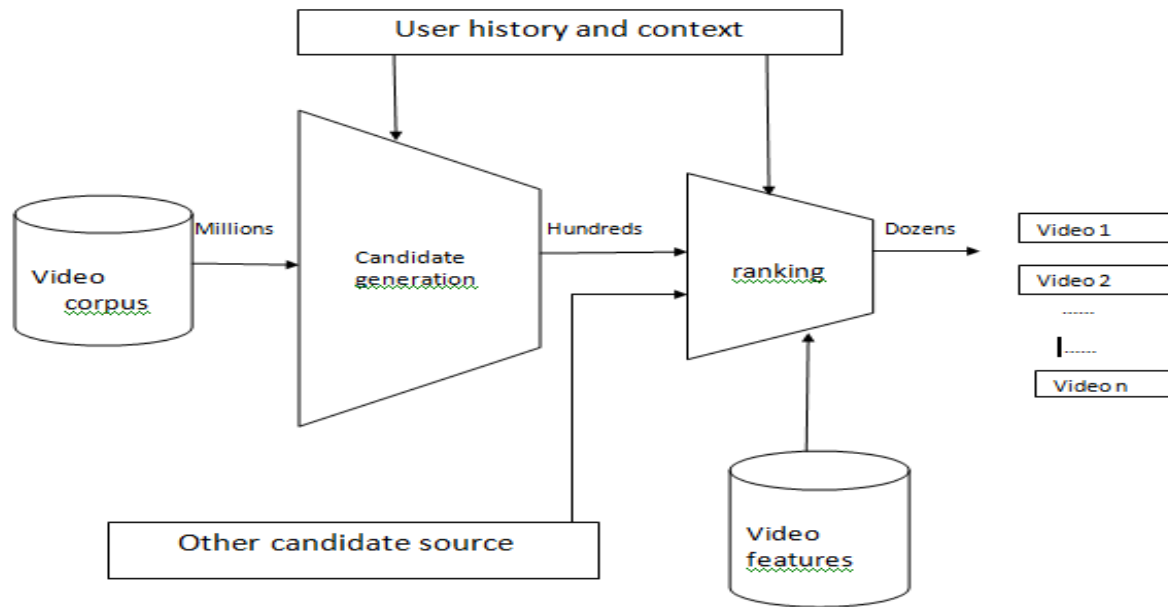 User history and context
Millions
Hundreds
Dozens
Video
corpus
Candidate
generation
ranking
Video 1
Video 2
------
------
Video n
Other candidate source
Video
features